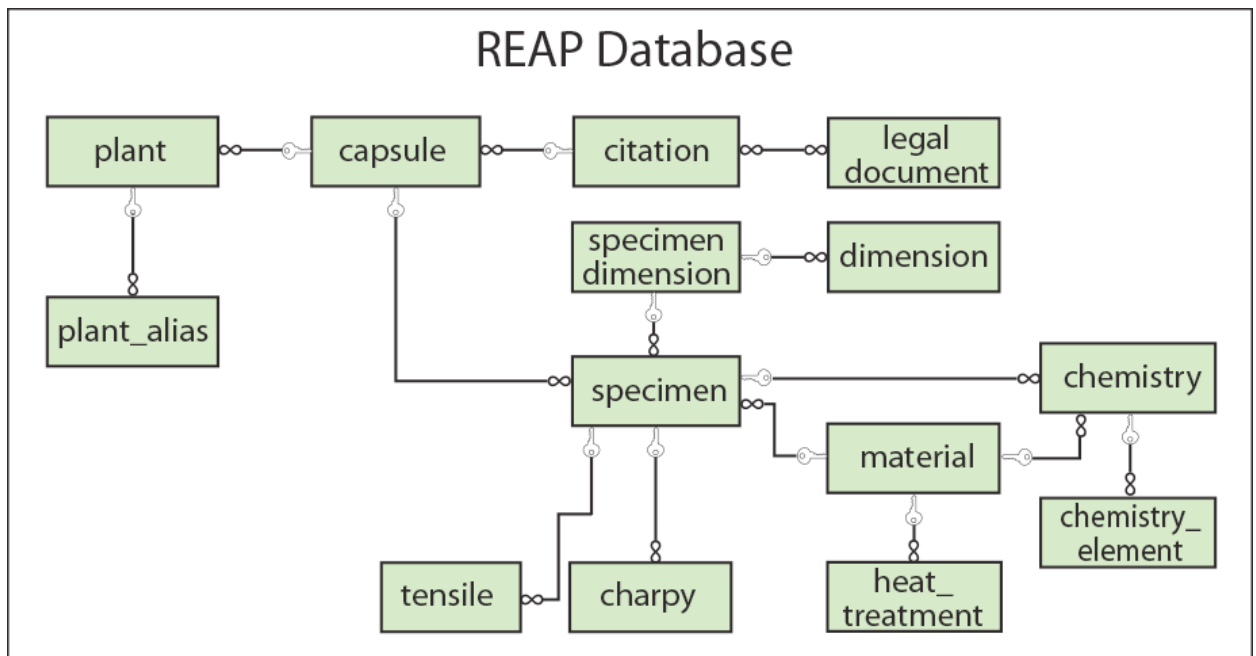 REAP Database
plant
capsule
citation
legal
document
specimen
dimension
dimension
plant_alias
specimen
chemistry
material
chemistry_
element
tensile
charpy
heat_
treatment